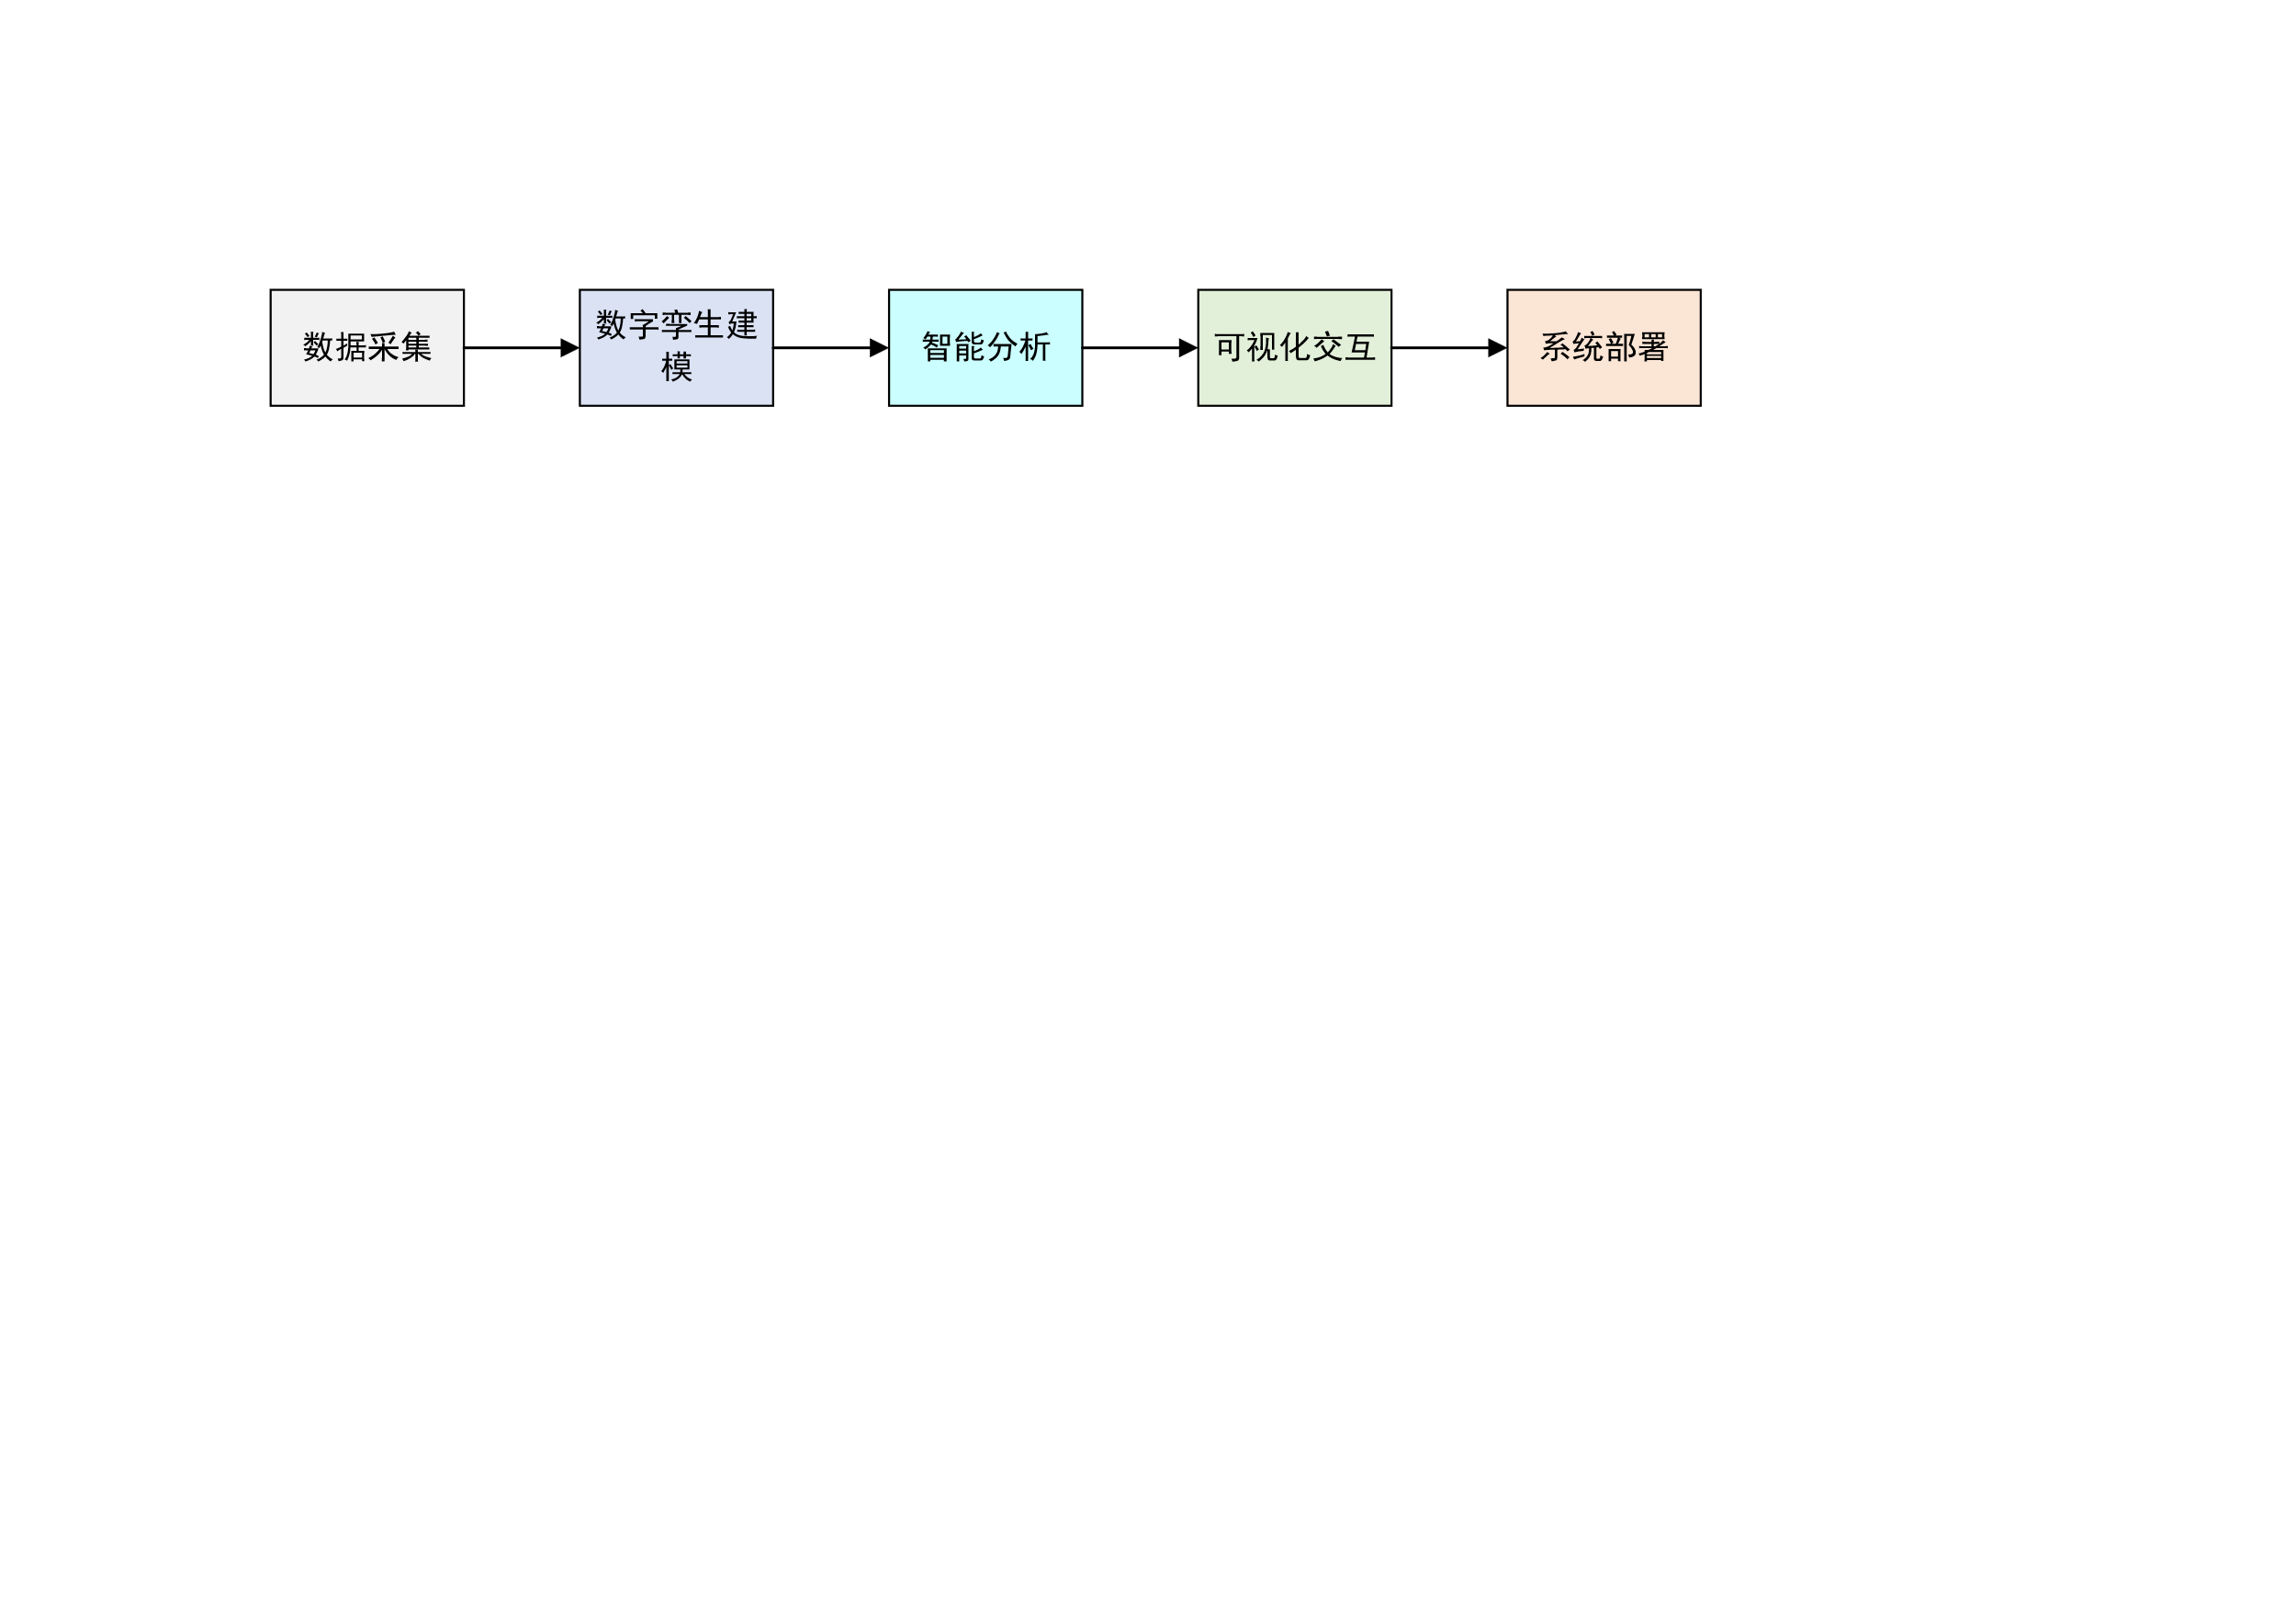 数据采集
数字孪生建
模
智能分析
可视化交互
系统部署